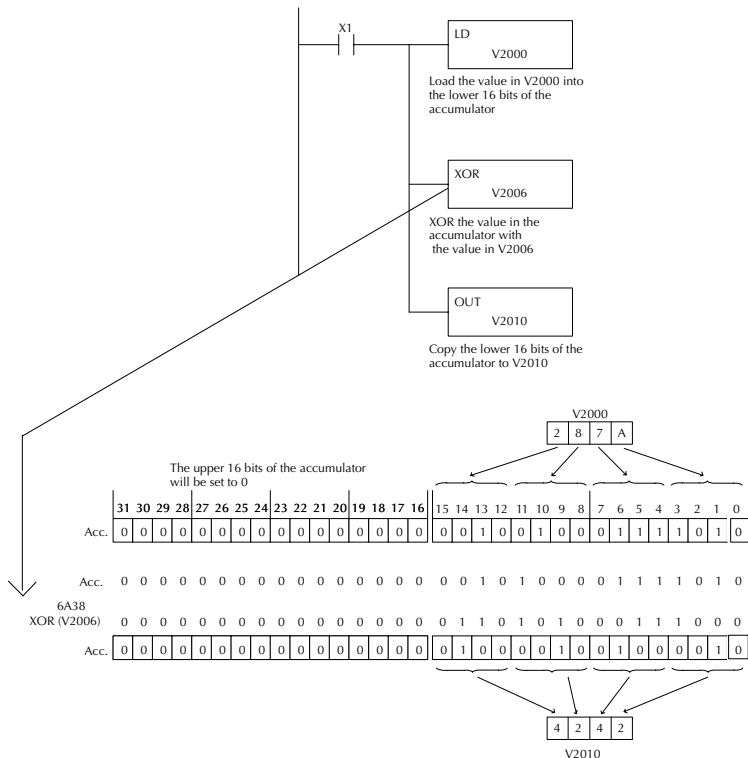 X1
LD
V2000
Load the value in V2000 into
the lower 16 bits of the
accumulator
XOR
V2006
XOR the value in the
accumulator with
the value in V2006
OUT
V2010
Copy the lower 16 bits of the
accumulator to V2010
V2000
2 8 7 A
The upper 16 bits of the accumulator
will be set to 0
31 30 29 28 27 26 25 24 23 22 21 20 19 18 17 16 15 14 13 12 11 10 9 8 7 6 5 4 3 2 1 0
Acc. 0 0 0 0 0 0 0 0 0 0 0 0 0 0 0 0 0 0 1 0 0 1 0 0 0 1 1 1 1 0 1 0
Acc. 0 0 0 0 0 0 0 0 0 0 0 0 0 0 0 0 0 0 1 0 1 0 0 0 0 1 1 1 1 0 1 0
6A38
XOR (V2006) 0 0 0 0 0 0 0 0 0 0 0 0 0 0 0 0 0 1 1 0 1 0 1 0 0 0 1 1 1 0 0 0
Acc. 0 0 0 0 0 0 0 0 0 0 0 0 0 0 0 0 0 1 0 0 0 0 1 0 0 1 0 0 0 0 1 0
4 2 4 2
V2010